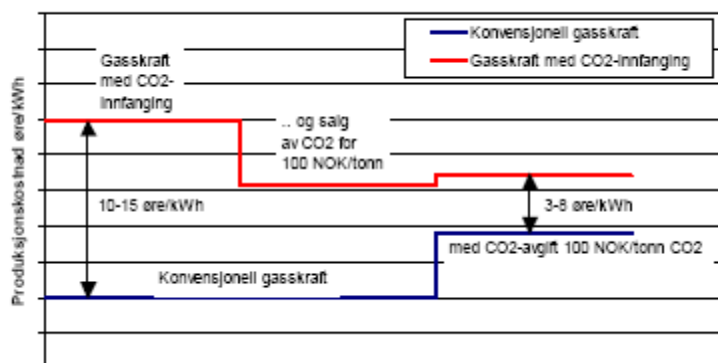 Produksjonskostnad øre/kWh
Konvensjonell gasskraft
Gasskraft med CO2-innfanging
Gasskraft
med CO2-
innfanging
.. og salg
av CO2 for
100 NOK/tonn
10-15 øre/kWh
3-8 øre/kWh
med CO2-avgift 100 NOK/tonn CO2
Konvensjonell gasskraft